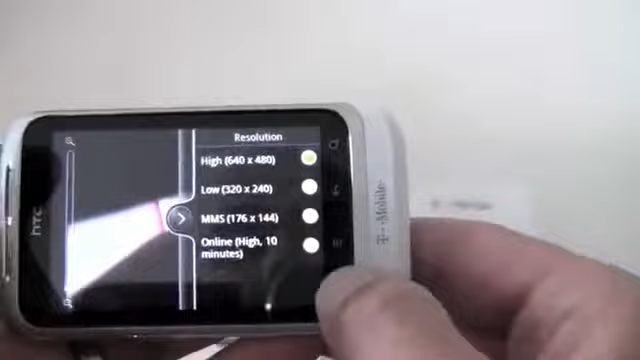 Resolution
High (640 x 480)
Low (320 x 240)
MMS (176 x 144)
Online (High, 10
minutes)
hTC
T··Mobile·